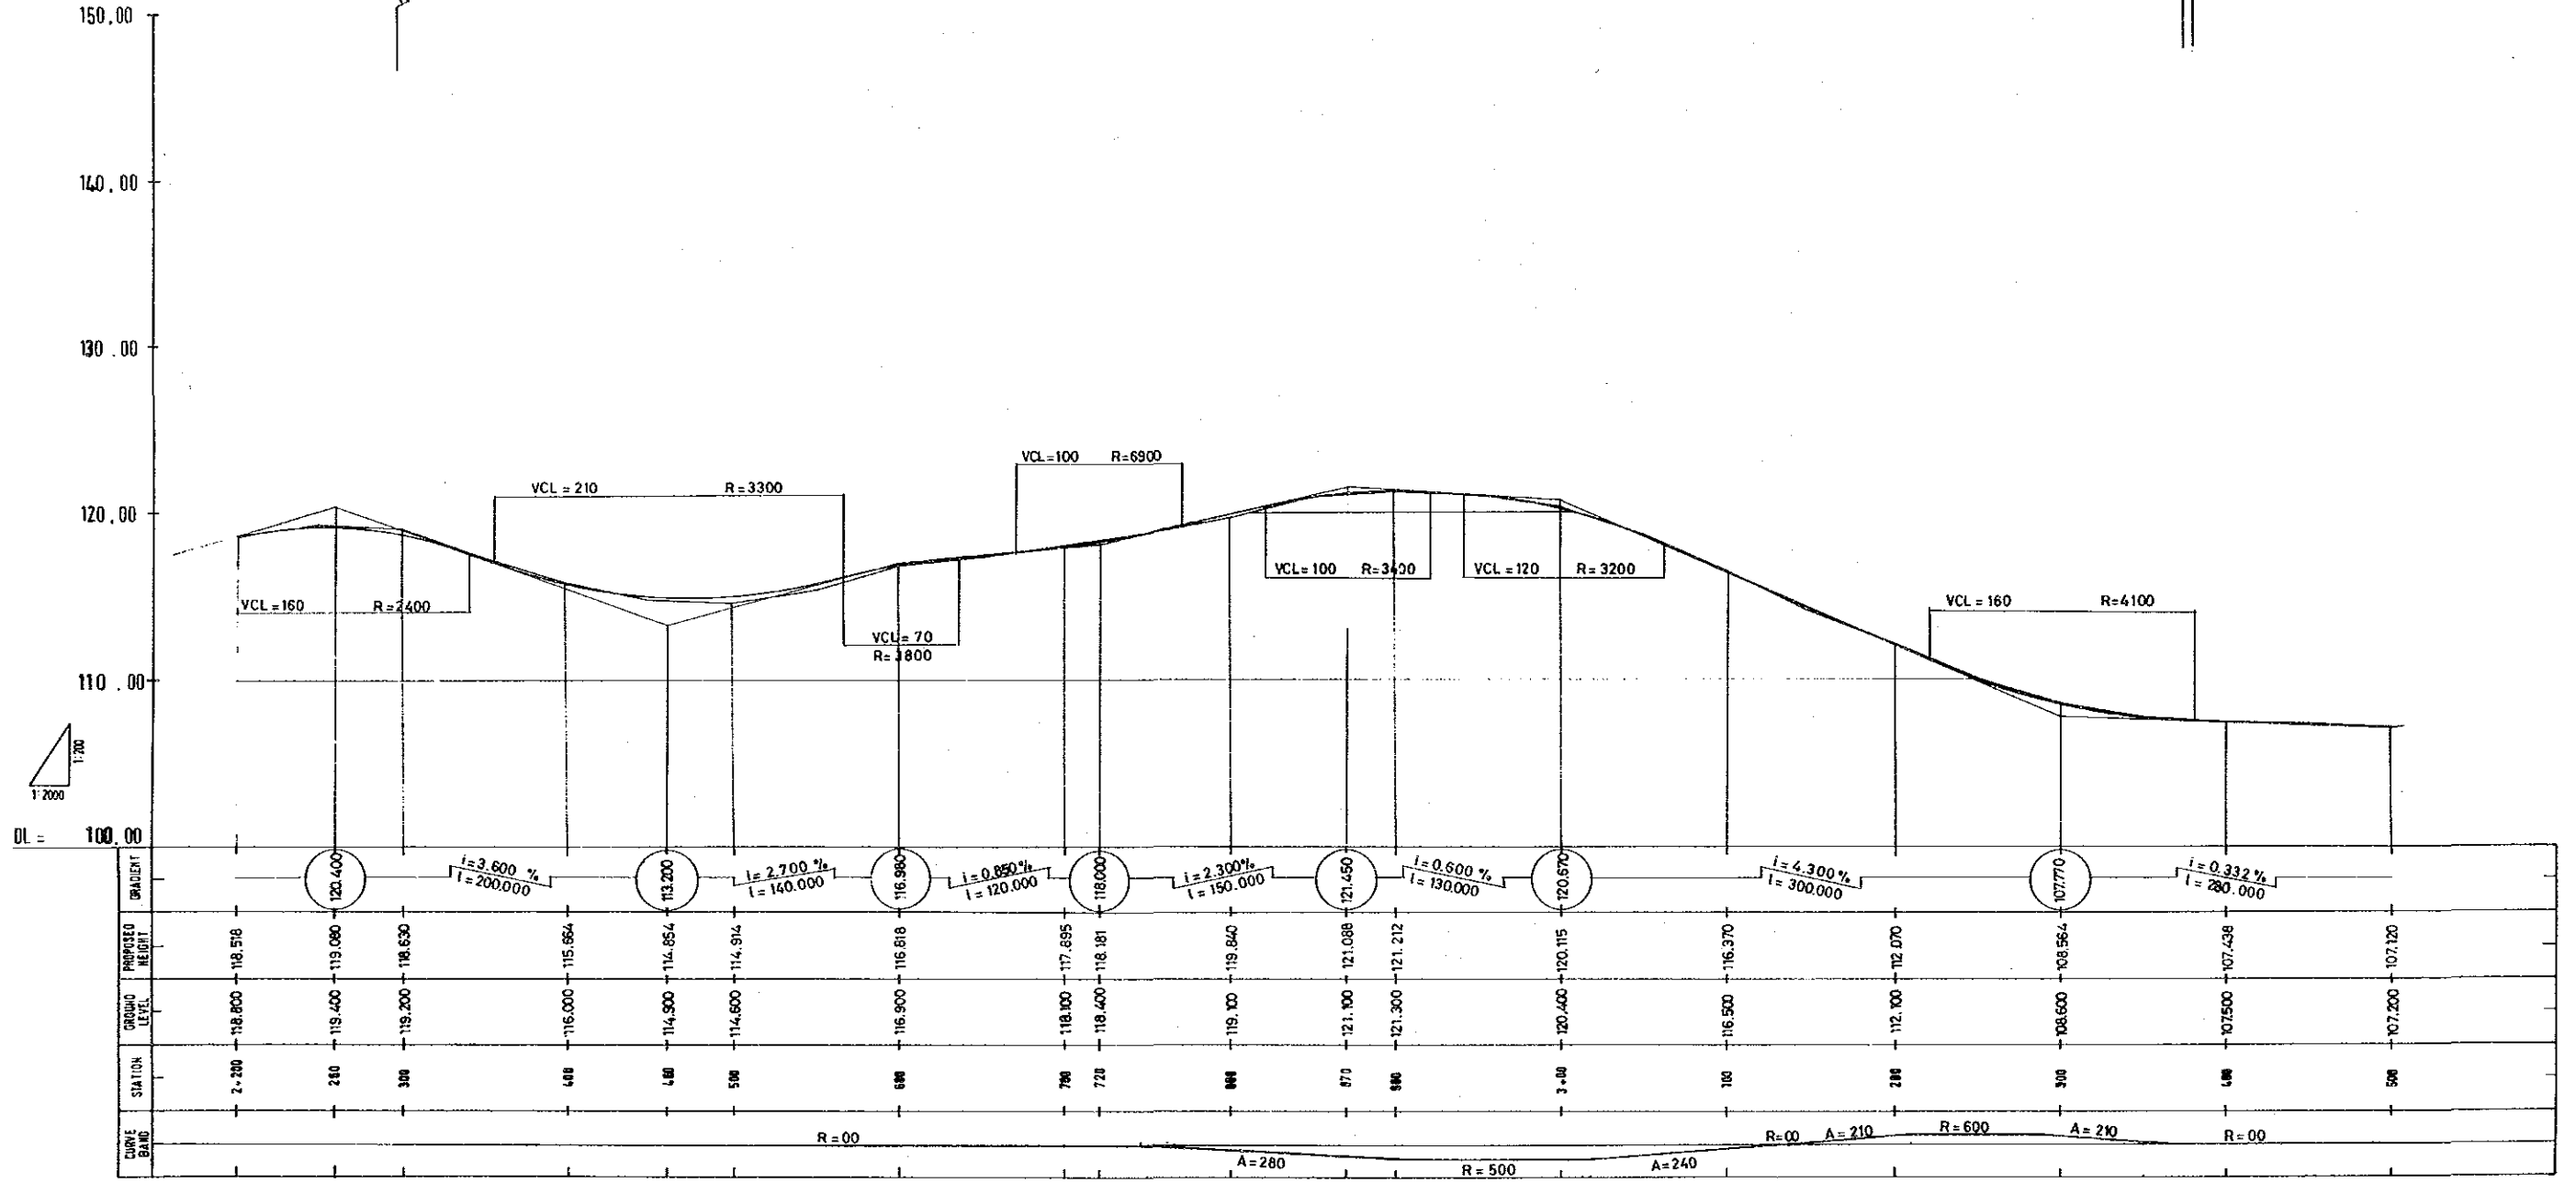 150.00
140.00
130.00
120.00
110.00
DL = 100.00
1:200
1:2000
VCL=160 R=2400
VCL = 210 R=3300
VCL= 70
R=3800
VCL=100 R=6900
VCL=100 R=3400
VCL=120 R=3200
VCL= 160 R=4100
GRADIENT
120.400 i=3.600 % l=200.000 113.200 i= 2.700 % l= 140.000 116.980 i=0.850% l= 120.000 118.000 i=2.300% l= 150.000 121.450 i=0.600 % l=130.000 120.670 i=4.300% l=300.000 107.770 i=0.332 % l= 280.000
PROPOSED HEIGHT
118.518 119.080 118.630 115.664 114.854 114.914 116.818 117.895 118.181 119.840 121.088 121.212 120.115 116.370 112.070 108.564 107.438 107.120
GROUND LEVEL
118.800 119.400 119.200 116.000 114.900 114.600 116.900 118.100 118.400 119.100 121.100 121.300 120.400 116.500 112.100 108.600 107.500 107.200
STATION
2+200 260 300 400 460 500 600 700 720 800 870 900 3+00 100 200 300 400 500
CURVE BAND
R=OO A=280 R=500 A=240 R=OO A=210 R=600 A=210 R=OO